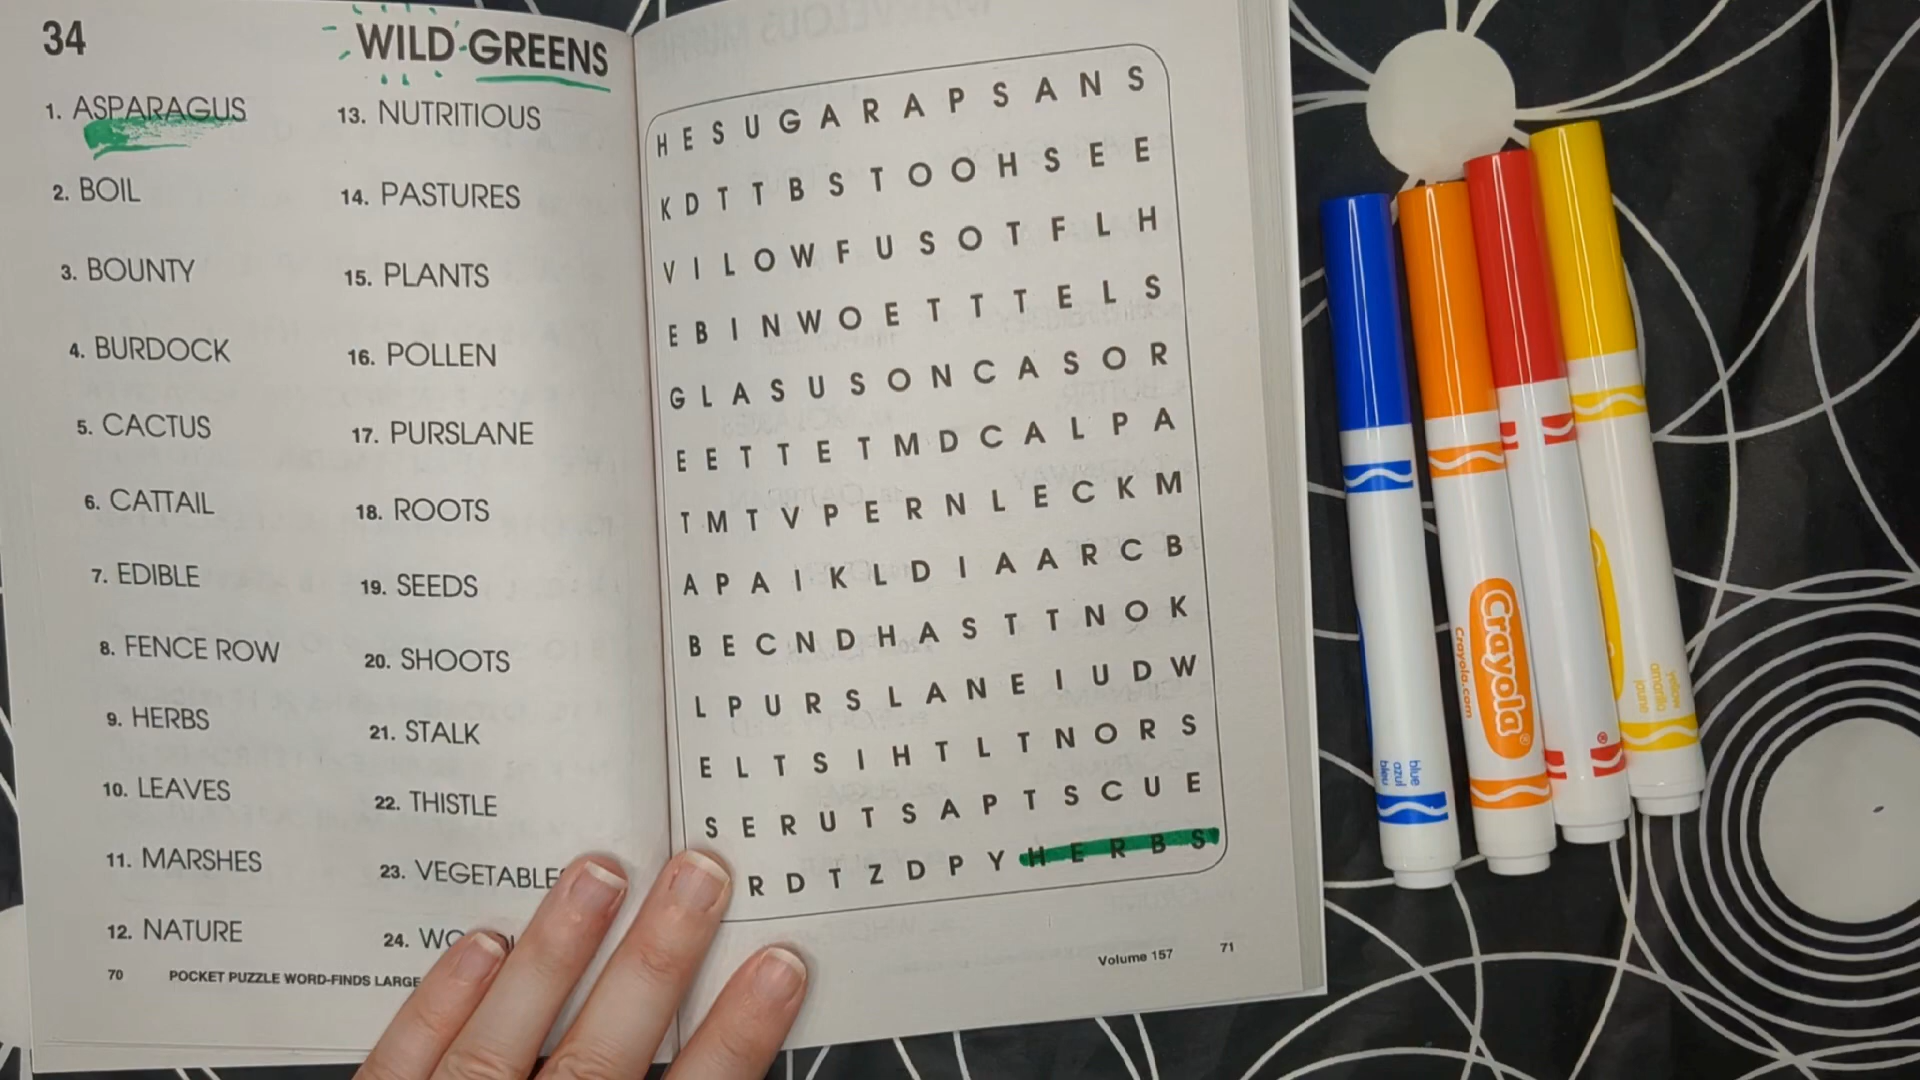 34
WILD GREENS
1. ASPARAGUS
2. BOIL
3. BOUNTY
4. BURDOCK
5. CACTUS
6. CATTAIL
7. EDIBLE
8. FENCE ROW
9. HERBS
10. LEAVES
11. MARSHES
12. NATURE
13. NUTRITIOUS
14. PASTURES
15. PLANTS
16. POLLEN
17. PURSLANE
18. ROOTS
19. SEEDS
20. SHOOTS
21. STALK
22. THISTLE
23. VEGETABLE
24.
70 POCKET PUZZLE WORD-FINDS LARGE
H E S U G A R A P S A N S
K D T T B S T O O H S E E
V I L O W F U S O T F L H
E B I N W O E T T T E L S
G L A S U S O N C A S O R
E E T T E T M D C A L P A
T M T V P E R N L E C K M
A P A I K L D I A A R C B
B E C N D H A S T T N O K
L P U R S L A N E I U D W
E L T S I H T L T N O R S
S E R U T S A P T S C U E
R D T Z D P Y H E R B S
Volume 157 71
blue
azul
bleu
Crayola®
Crayola.com
®
yellow
amarillo
jaune